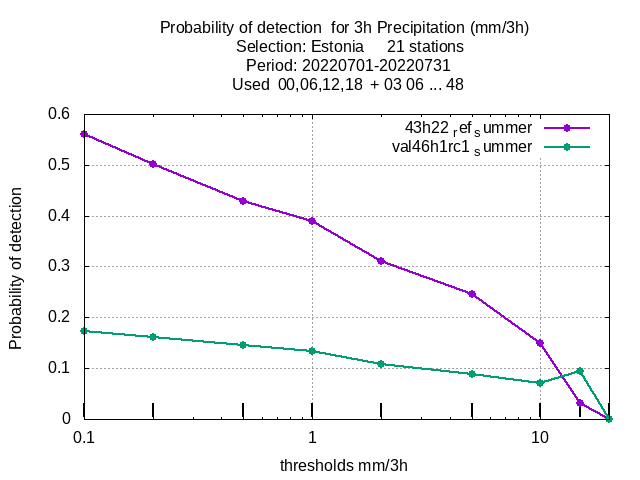 Probability of detection  for 3h Precipitation (mm/3h)
Selection: Estonia     21 stations
Period: 20220701-20220731
Used  00,06,12,18  + 03 06 ... 48
43h22 ref s ummer
val46h1rc1 s ummer
Probability of detection
0.6
0.5
0.4
0.3
0.2
0.1
0
0.1 1 10
thresholds mm/3h